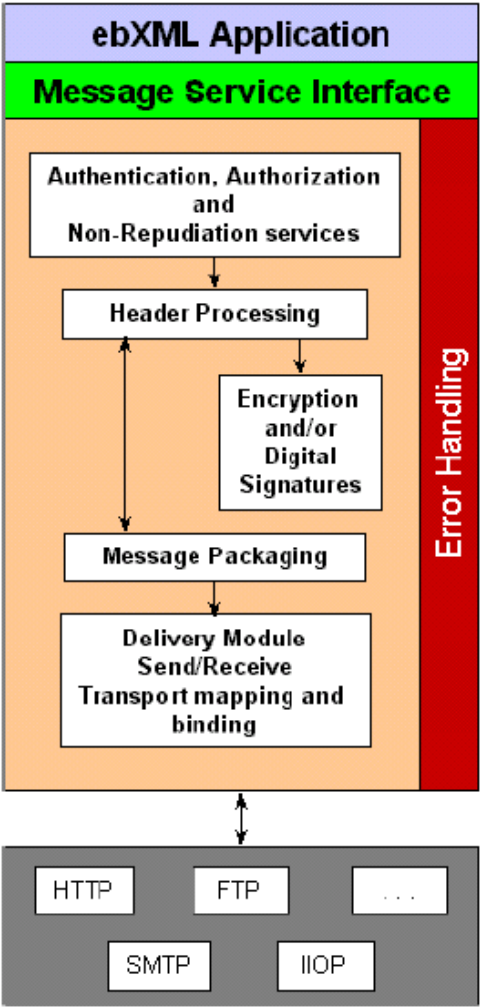 ebXML Application
Message Service Interface
Authentication, Authorization
and
Non-Repudiation services
Header Processing
Encryption
and/or
Digital
Signatures
Message Packaging
Delivery Module
Send/Receive
Transport mapping and
binding
Error Handling
HTTP
FTP
. . .
SMTP
IIOP